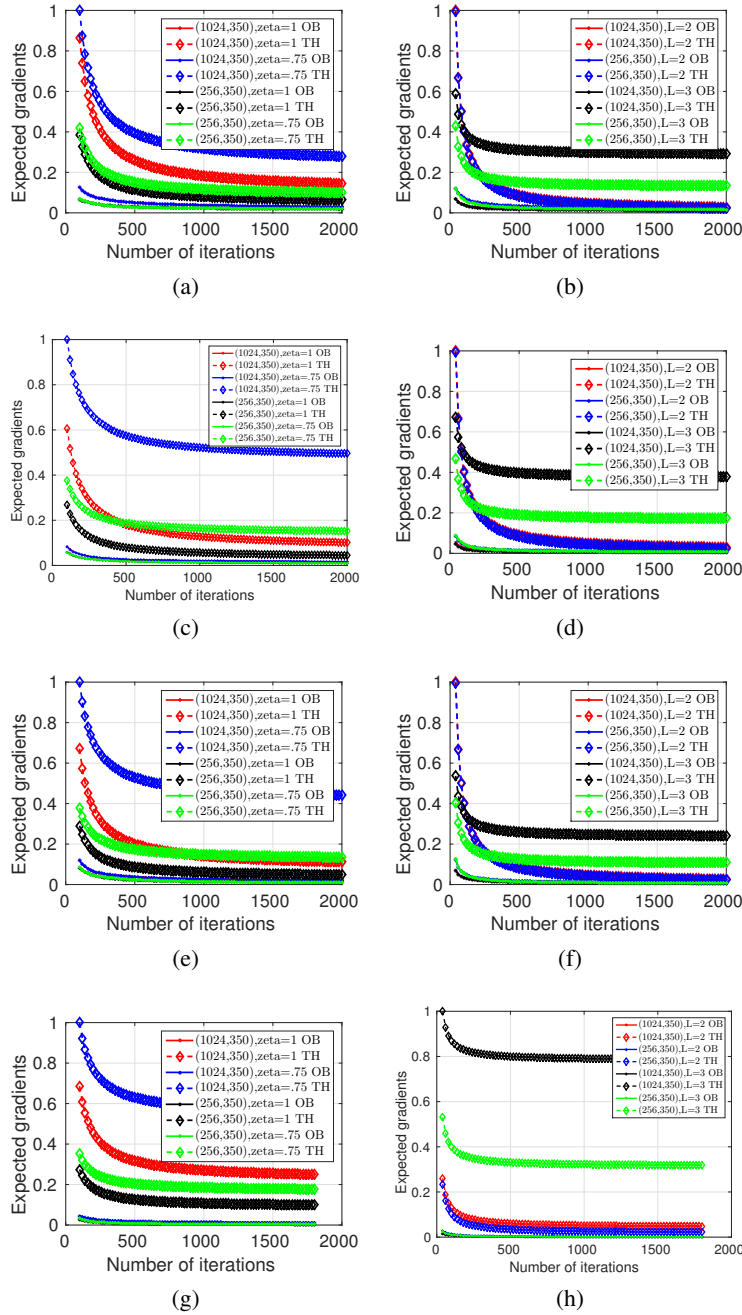 Expected gradients
1
0.8
0.6
0.4
0.2
0
(1024,350),zeta=1 OB
(1024,350),zeta=1 TH
(1024,350),zeta=.75 OB
(1024,350),zeta=.75 TH
(256,350),zeta=1 OB
(256,350),zeta=1 TH
(256,350),zeta=.75 OB
(256,350),zeta=.75 TH
0 500 1000 1500 2000
Number of iterations
(a)
Expected gradients
1
0.8
0.6
0.4
0.2
0
(1024,350),L=2 OB
(1024,350),L=2 TH
(256,350),L=2 OB
(256,350),L=2 TH
(1024,350),L=3 OB
(1024,350),L=3 TH
(256,350),L=3 OB
(256,350),L=3 TH
0 500 1000 1500 2000
Number of iterations
(b)
Expected gradients
1
0.8
0.6
0.4
0.2
0
(1024,350),zeta=1 OB
(1024,350),zeta=1 TH
(1024,350),zeta=.75 OB
(1024,350),zeta=.75 TH
(256,350),zeta=1 OB
(256,350),zeta=1 TH
(256,350),zeta=.75 OB
(256,350),zeta=.75 TH
0 500 1000 1500 2000
Number of iterations
(c)
Expected gradients
1
0.8
0.6
0.4
0.2
0
(1024,350),L=2 OB
(1024,350),L=2 TH
(256,350),L=2 OB
(256,350),L=2 TH
(1024,350),L=3 OB
(1024,350),L=3 TH
(256,350),L=3 OB
(256,350),L=3 TH
0 500 1000 1500 2000
Number of iterations
(d)
Expected gradients
1
0.8
0.6
0.4
0.2
0
(1024,350),zeta=1 OB
(1024,350),zeta=1 TH
(1024,350),zeta=.75 OB
(1024,350),zeta=.75 TH
(256,350),zeta=1 OB
(256,350),zeta=1 TH
(256,350),zeta=.75 OB
(256,350),zeta=.75 TH
0 500 1000 1500 2000
Number of iterations
(e)
Expected gradients
1
0.8
0.6
0.4
0.2
0
(1024,350),L=2 OB
(1024,350),L=2 TH
(256,350),L=2 OB
(256,350),L=2 TH
(1024,350),L=3 OB
(1024,350),L=3 TH
(256,350),L=3 OB
(256,350),L=3 TH
0 500 1000 1500 2000
Number of iterations
(f)
Expected gradients
1
0.8
0.6
0.4
0.2
0
(1024,350),zeta=1 OB
(1024,350),zeta=1 TH
(1024,350),zeta=.75 OB
(1024,350),zeta=.75 TH
(256,350),zeta=1 OB
(256,350),zeta=1 TH
(256,350),zeta=.75 OB
(256,350),zeta=.75 TH
0 500 1000 1500 2000
Number of iterations
(g)
Expected gradients
1
0.8
0.6
0.4
0.2
0
(1024,350),L=2 OB
(1024,350),L=2 TH
(256,350),L=2 OB
(256,350),L=2 TH
(1024,350),L=3 OB
(1024,350),L=3 TH
(256,350),L=3 OB
(256,350),L=3 TH
0 500 1000 1500 2000
Number of iterations
(h)